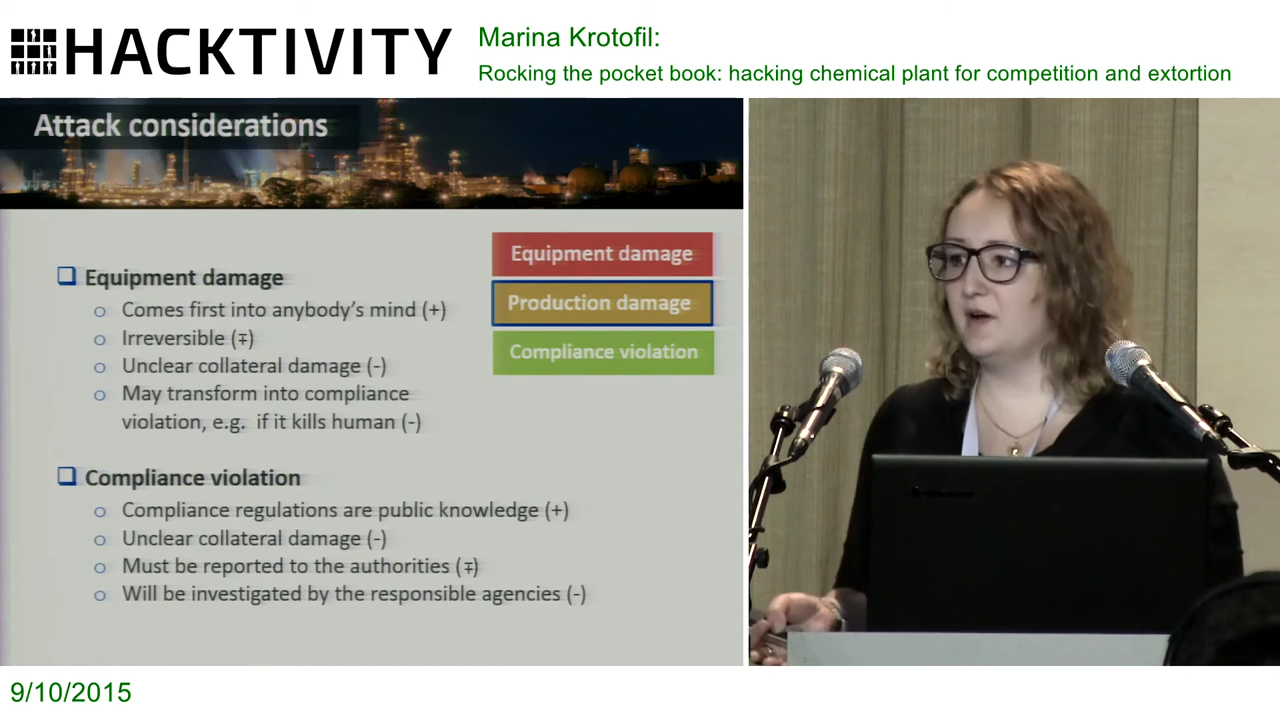 HACKTIVITY
Marina Krotofil:
Rocking the pocket book: hacking chemical plant for competition and extortion
Attack considerations
Equipment damage
Comes first into anybody's mind (+)
Irreversible (∓)
Unclear collateral damage (-)
May transform into compliance
violation, e.g. if it kills human (-)
Compliance violation
Compliance regulations are public knowledge (+)
Unclear collateral damage (-)
Must be reported to the authorities (∓)
Will be investigated by the responsible agencies (-)
Equipment damage
Production damage
Compliance violation
9/10/2015